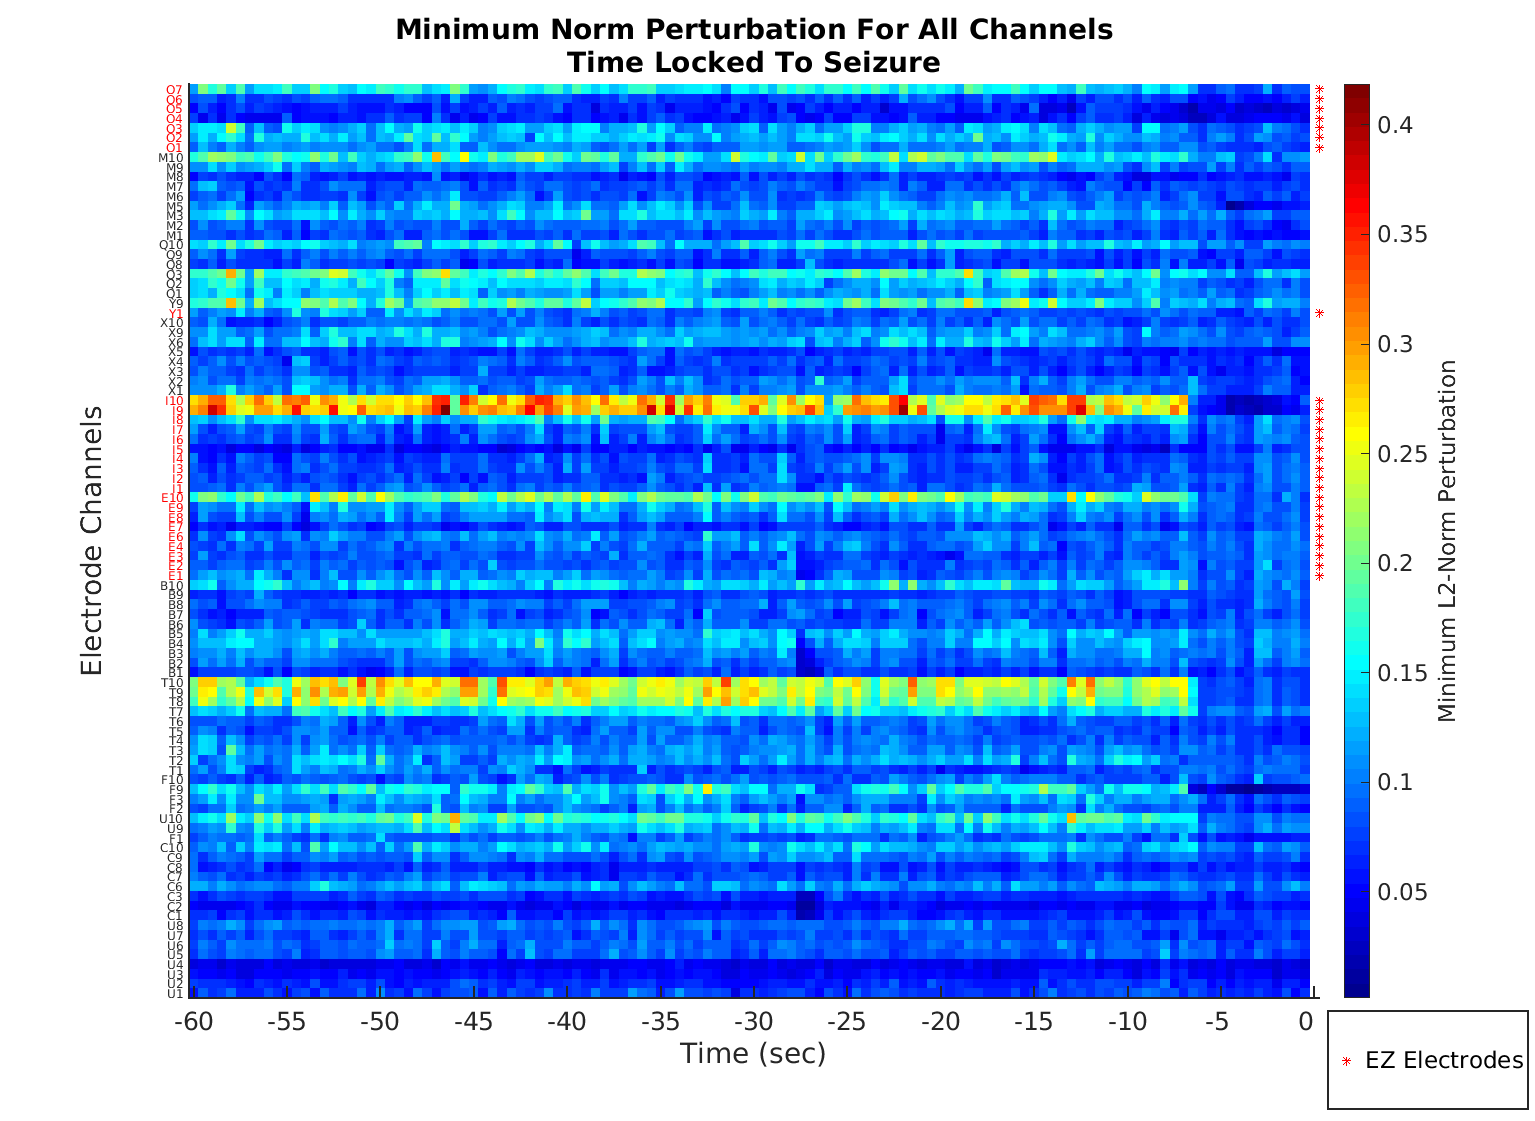 Minimum Norm Perturbation For All Channels
Time Locked To Seizure
Electrode Channels
O7
O6
O5
O4
O3
O2
O1
M10
M9
M8
M7
M6
M5
M3
M2
M1
Q10
Q9
Q8
Q3
Q2
Q1
Y9
Y1
X10
X9
X6
X5
X4
X3
X2
X1
I10
I9
I8
I7
I6
I5
I4
I3
I2
I1
E10
E9
E8
E7
E6
E4
E3
E2
E1
B10
B9
B8
B7
B6
B5
B4
B3
B2
B1
T10
T9
T8
T7
T6
T5
T4
T3
T2
T1
F10
F9
F3
F2
U10
U9
F1
C10
C9
C8
C7
C6
C3
C2
C1
U8
U7
U6
U5
U4
U3
U2
U1
-60 -55 -50 -45 -40 -35 -30 -25 -20 -15 -10 -5 0
Time (sec)
0.4
0.35
0.3
0.25
0.2
0.15
0.1
0.05
Minimum L2-Norm Perturbation
EZ Electrodes